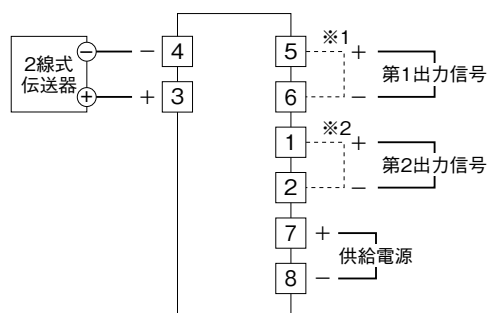 2線式
伝送器
−
+
− 4
+ 3
5 ※1 +
6 −
第1出力信号
1 ※2 +
2 −
第2出力信号
7 +
8 −
供給電源